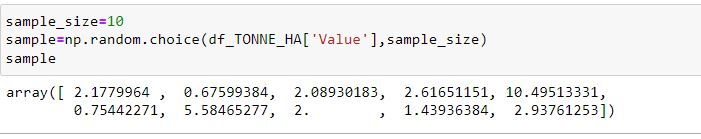 sample_size=10
sample=np.random.choice(df_TONNE_HA['Value'],sample_size)
sample
array([ 2.1779964 ,  0.67599384,  2.08930183,  2.61651151, 10.49513331,
        0.75442271,  5.58465277,  2.        ,  1.43936384,  2.93761253])